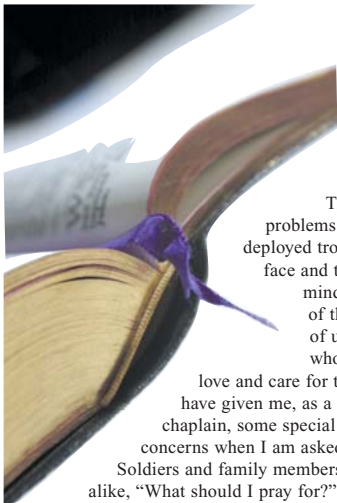 problems
deployed tro
face and t
mind
of th
of u
who
love and care for t
have given me, as a
chaplain, some special
concerns when I am asked
Soldiers and family members
alike, "What should I pray for?"